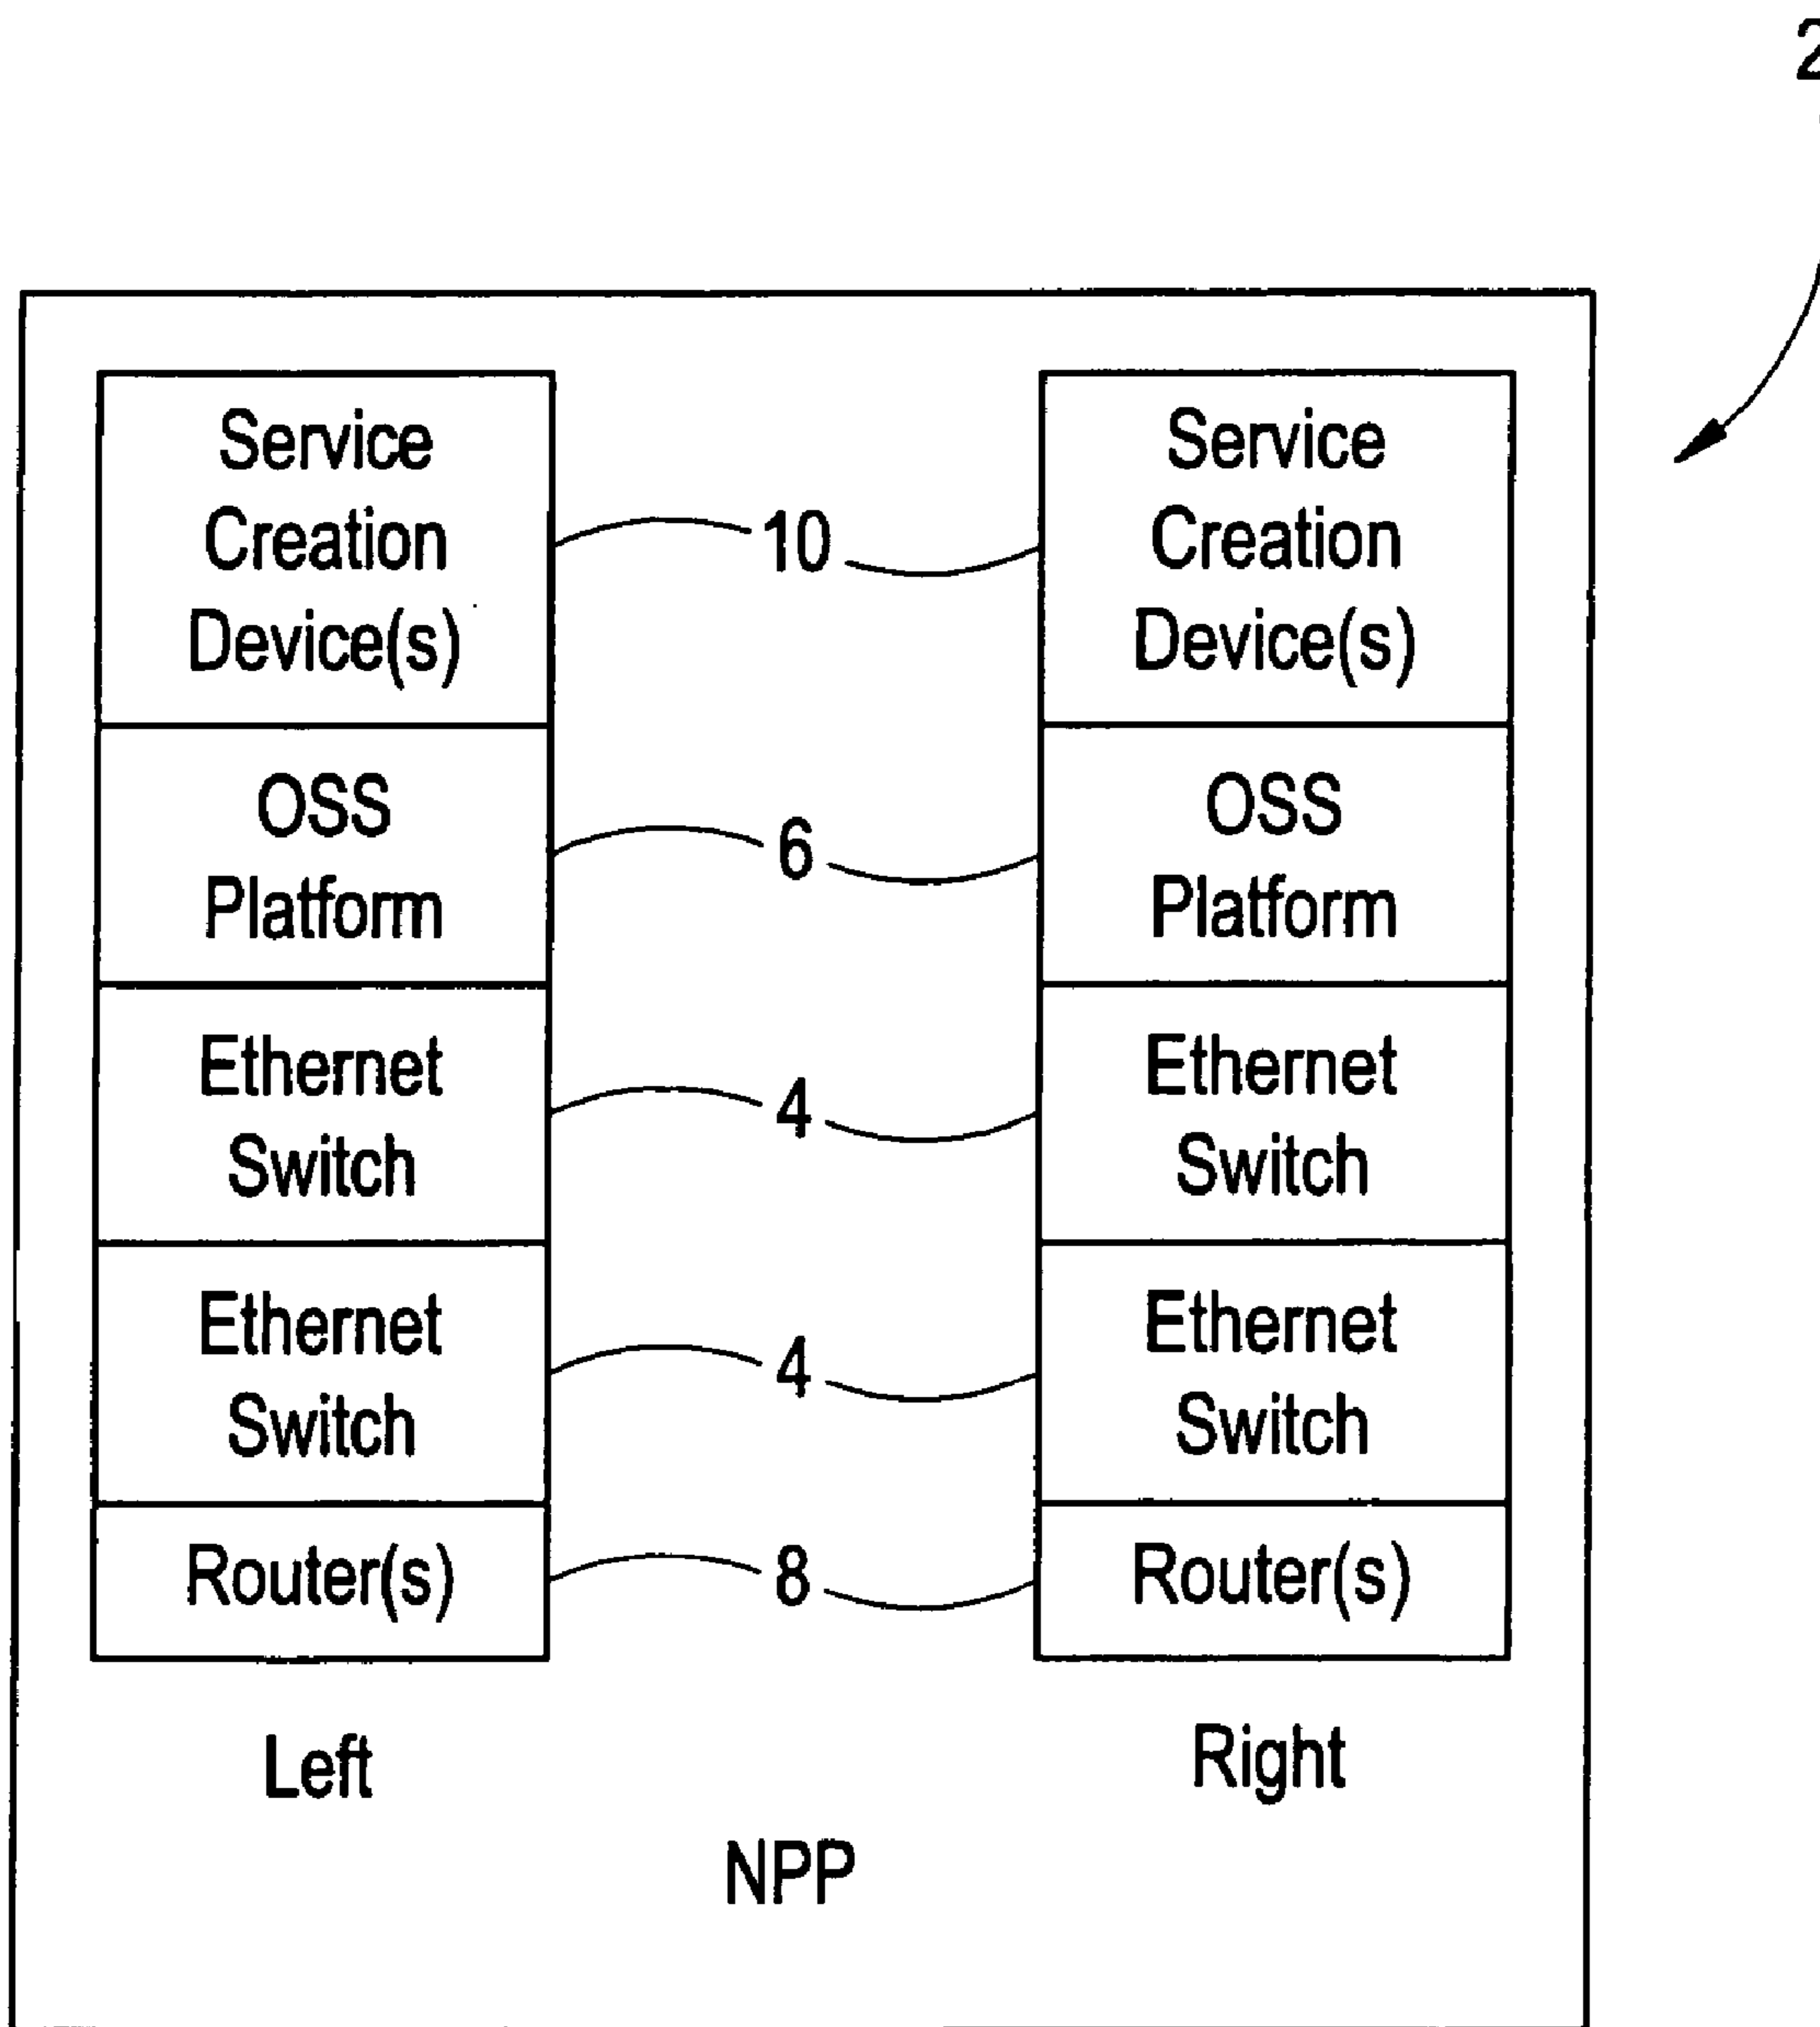 2
Service
Creation
Device(s)
10
Service
Creation
Device(s)
OSS
Platform
6
OSS
Platform
Ethernet
Switch
4
Ethernet
Switch
Ethernet
Switch
4
Ethernet
Switch
Router(s)
8
Router(s)
Left
Right
NPP